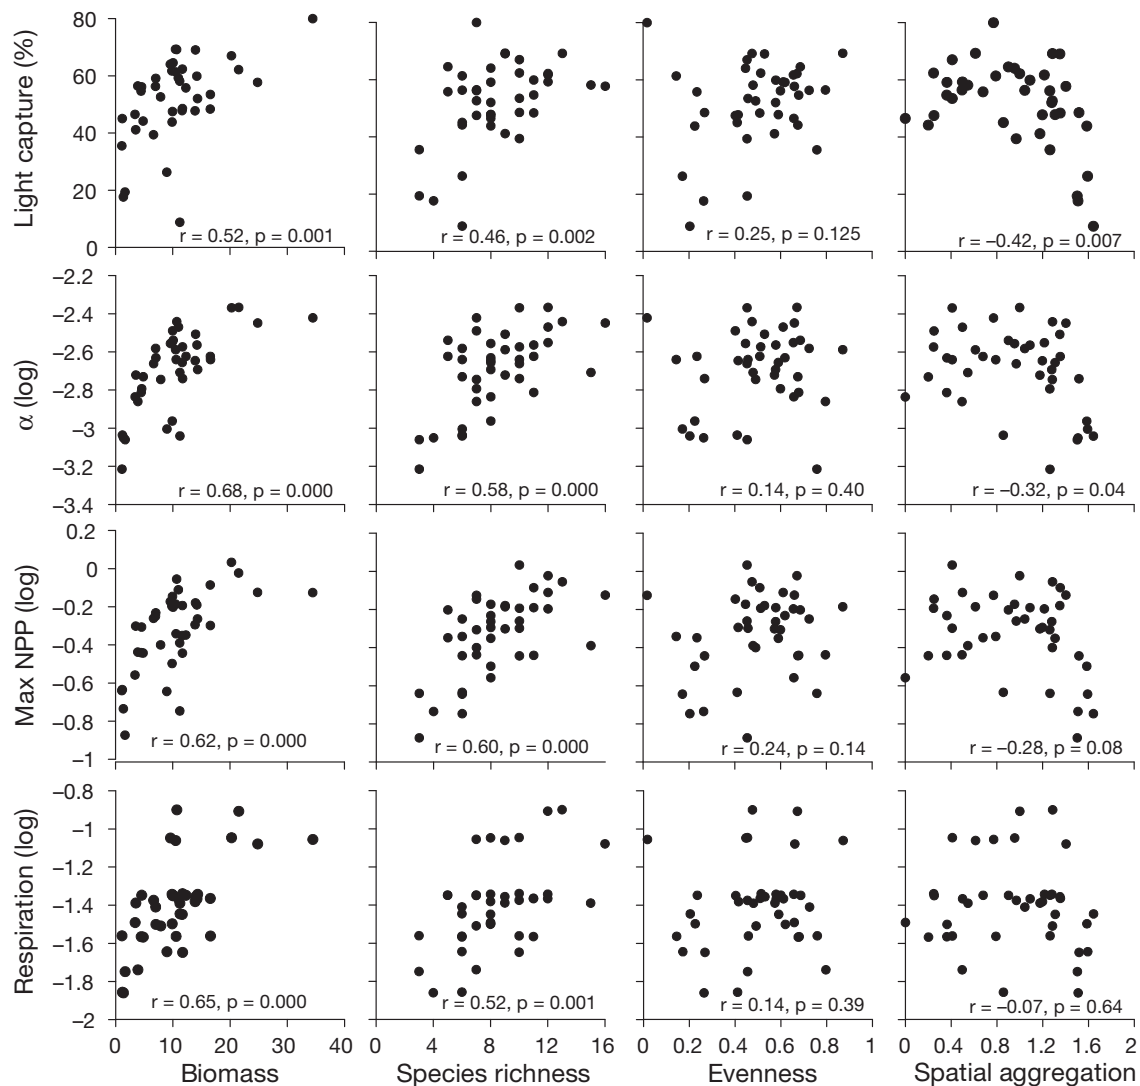 80
60
40
20
0
Light capture (%)
r = 0.52, p = 0.001
r = 0.46, p = 0.002
r = 0.25, p = 0.125
r = −0.42, p = 0.007
−2.2
−2.4
−2.6
−2.8
−3
−3.2
−3.4
α (log)
r = 0.68, p = 0.000
r = 0.58, p = 0.000
r = 0.14, p = 0.40
r = −0.32, p = 0.04
0.2
0
−0.2
−0.4
−0.6
−0.8
−1
Max NPP (log)
r = 0.62, p = 0.000
r = 0.60, p = 0.000
r = 0.24, p = 0.14
r = −0.28, p = 0.08
−0.8
−1
−1.2
−1.4
−1.6
−1.8
−2
Respiration (log)
r = 0.65, p = 0.000
r = 0.52, p = 0.001
r = 0.14, p = 0.39
r = −0.07, p = 0.64
0 10 20 30 40
4 8 12 16
0 0.2 0.4 0.6 0.8 1
0 0.4 0.8 1.2 1.6 2
Biomass
Species richness
Evenness
Spatial aggregation